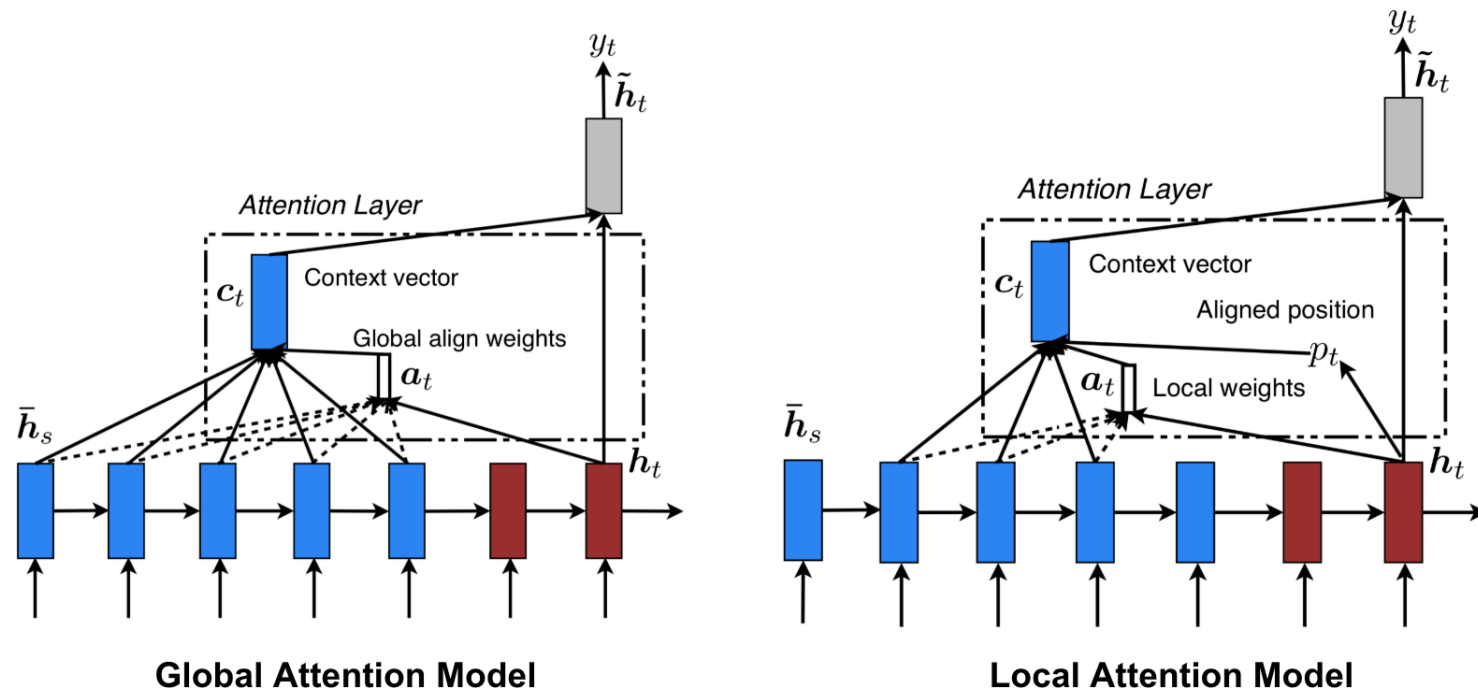 y_t
h̃_t
Attention Layer
Context vector
c_t
Global align weights
a_t
h̄_s
h_t
Global Attention Model
y_t
h̃_t
Attention Layer
Context vector
c_t
Aligned position
p_t
a_t
Local weights
h̄_s
h_t
Local Attention Model